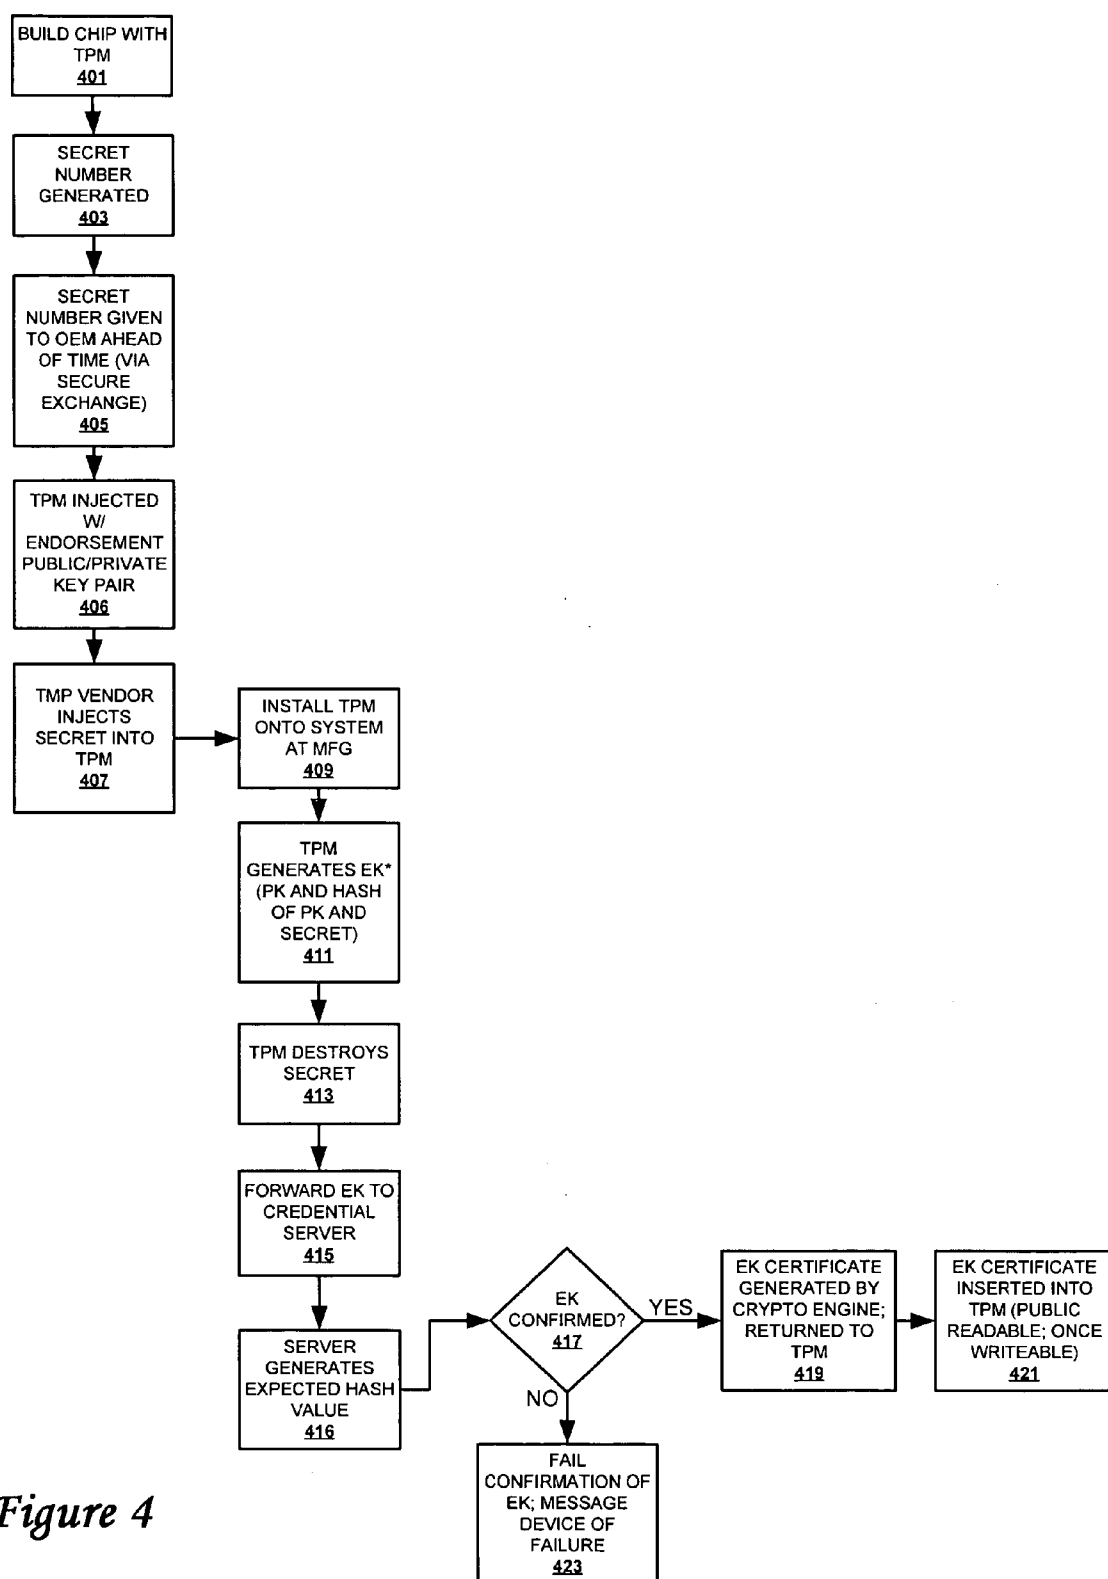 BUILD CHIP WITH
TPM
401
SECRET
NUMBER
GENERATED
403
SECRET
NUMBER GIVEN
TO OEM AHEAD
OF TIME (VIA
SECURE
EXCHANGE)
405
TPM INJECTED
W/
ENDORSEMENT
PUBLIC/PRIVATE
KEY PAIR
406
TMP VENDOR
INJECTS
SECRET INTO
TPM
407
INSTALL TPM
ONTO SYSTEM
AT MFG
409
TPM
GENERATES EK*
(PK AND HASH
OF PK AND
SECRET)
411
TPM DESTROYS
SECRET
413
FORWARD EK TO
CREDENTIAL
SERVER
415
SERVER
GENERATES
EXPECTED HASH
VALUE
416
EK
CONFIRMED?
417
YES
NO
EK CERTIFICATE
GENERATED BY
CRYPTO ENGINE;
RETURNED TO
TPM
419
EK CERTIFICATE
INSERTED INTO
TPM (PUBLIC
READABLE; ONCE
WRITEABLE)
421
FAIL
CONFIRMATION OF
EK; MESSAGE
DEVICE OF
FAILURE
423
Figure 4